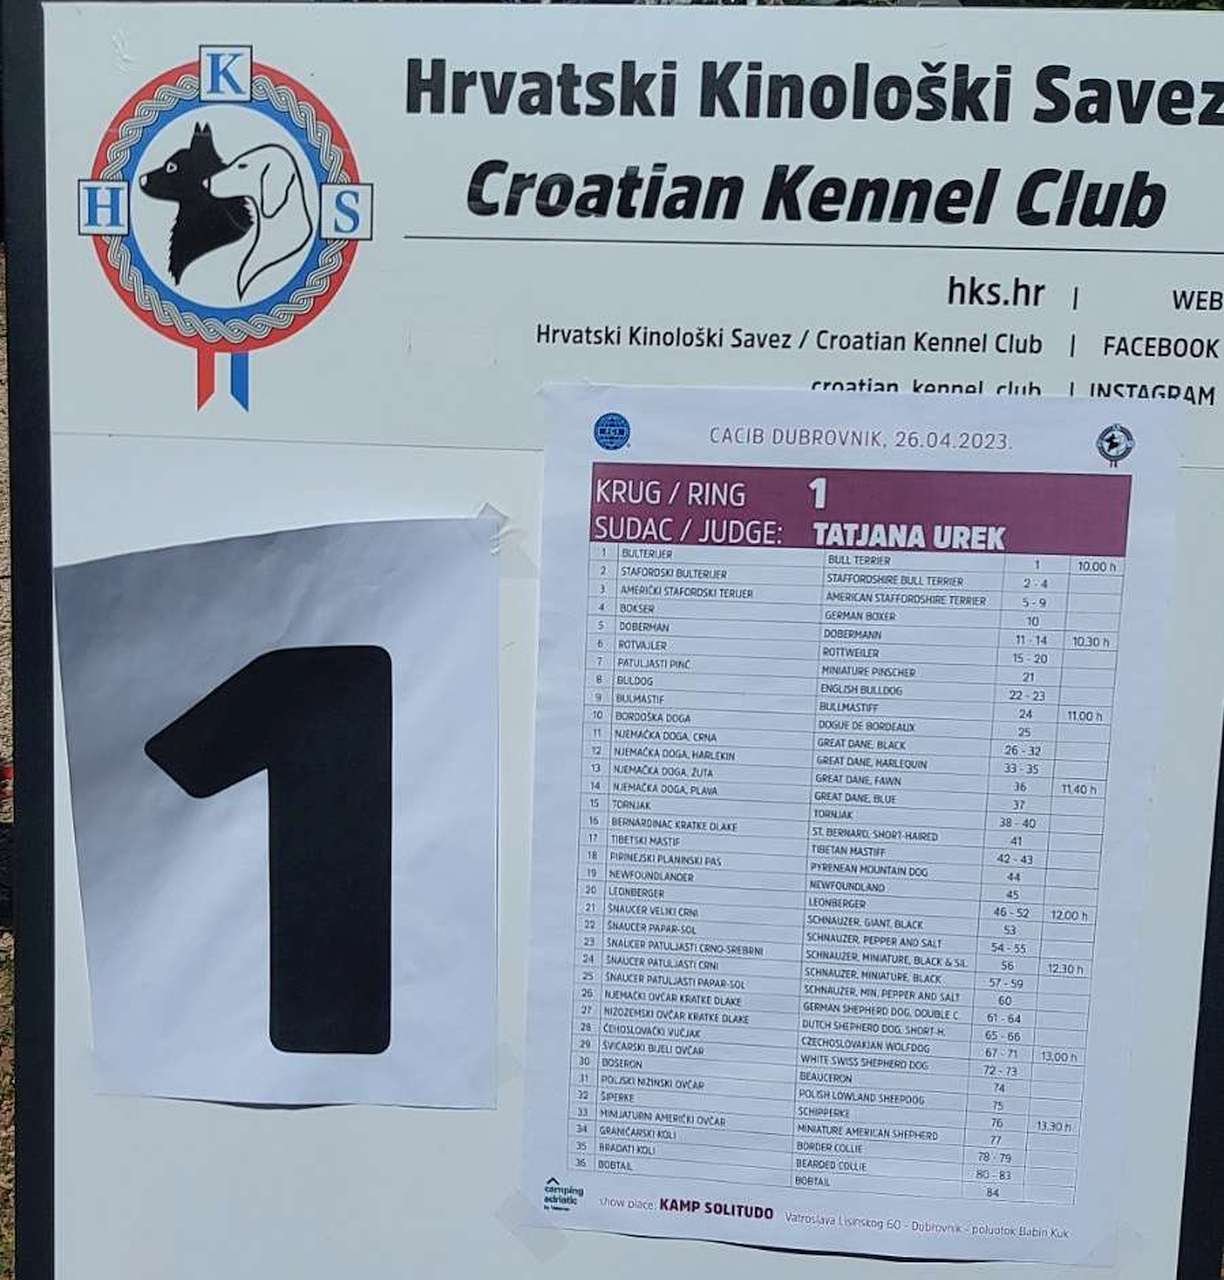 K
H S
Hrvatski Kinološki Savez
Croatian Kennel Club
hks.hr | WEB
Hrvatski Kinološki Savez / Croatian Kennel Club | FACEBOOK
croatian_kennel_club | INSTAGRAM
FCI
CACIB DUBROVNIK, 26.04.2023.
KRUG / RING 1
SUDAC / JUDGE: TATJANA UREK
1 BULTERIJER BULL TERRIER 1 10.00 h
2 STAFORDSKI BULTERIJER STAFFORDSHIRE BULL TERRIER 2 - 4
3 AMERIČKI STAFORDSKI TERIJER AMERICAN STAFFORDSHIRE TERRIER 5 - 9
4 BOKSER GERMAN BOXER 10
5 DOBERMAN DOBERMANN 11 - 14 10.30 h
6 ROTVAJLER ROTTWEILER 15 - 20
7 PATULJASTI PINČ MINIATURE PINSCHER 21
8 BULDOG ENGLISH BULLDOG 22 - 23
9 BULMASTIF BULLMASTIFF 24 11.00 h
10 BORDOŠKA DOGA DOGUE DE BORDEAUX 25
11 NJEMAČKA DOGA, CRNA GREAT DANE, BLACK 26 - 32
12 NJEMAČKA DOGA, HARLEKIN GREAT DANE, HARLEQUIN 33 - 35
13 NJEMAČKA DOGA, ŽUTA GREAT DANE, FAWN 36 11.40 h
14 NJEMAČKA DOGA, PLAVA GREAT DANE, BLUE 37
15 TORNJAK TORNJAK 38 - 40
16 BERNARDINAC KRATKE DLAKE ST. BERNARD, SHORT-HAIRED 41
17 TIBETSKI MASTIF TIBETAN MASTIFF 42 - 43
18 PIRINEJSKI PLANINSKI PAS PYRENEAN MOUNTAIN DOG 44
19 NEWFOUNDLANDER NEWFOUNDLAND 45
20 LEONBERGER LEONBERGER 46 - 52 12.00 h
21 ŠNAUCER VELIKI CRNI SCHNAUZER, GIANT, BLACK 53
22 ŠNAUCER PAPAR-SOL SCHNAUZER, PEPPER AND SALT 54 - 55
23 ŠNAUCER PATULJASTI CRNO-SREBRNI SCHNAUZER, MINIATURE, BLACK & SIL. 56 12.30 h
24 ŠNAUCER PATULJASTI CRNI SCHNAUZER, MINIATURE, BLACK 57 - 59
25 ŠNAUCER PATULJASTI PAPAR-SOL SCHNAUZER, MIN. PEPPER AND SALT 60
26 NJEMAČKI OVČAR KRATKE DLAKE GERMAN SHEPHERD DOG, DOUBLE C. 61 - 64
27 NIZOZEMSKI OVČAR KRATKE DLAKE DUTCH SHEPHERD DOG, SHORT-H. 65 - 66
28 ČEHOSLOVAČKI VUČJAK CZECHOSLOVAKIAN WOLFDOG 67 - 71 13.00 h
29 ŠVICARSKI BIJELI OVČAR WHITE SWISS SHEPHERD DOG 72 - 73
30 BOSERON BEAUCERON 74
31 POLJSKI NIZINSKI OVČAR POLISH LOWLAND SHEEPDOG 75
32 ŠIPERKE SCHIPPERKE 76 13.30 h
33 MINIJATURNI AMERIČKI OVČAR MINIATURE AMERICAN SHEPHERD 77
34 GRANIČARSKI KOLI BORDER COLLIE 78 - 79
35 BRADATI KOLI BEARDED COLLIE 80 - 83
36 BOBTAIL BOBTAIL 84
camping
adriatic
show place: KAMP SOLITUDO Vatroslava Lisinskog 60 - Dubrovnik - poluotok Babin Kuk
1